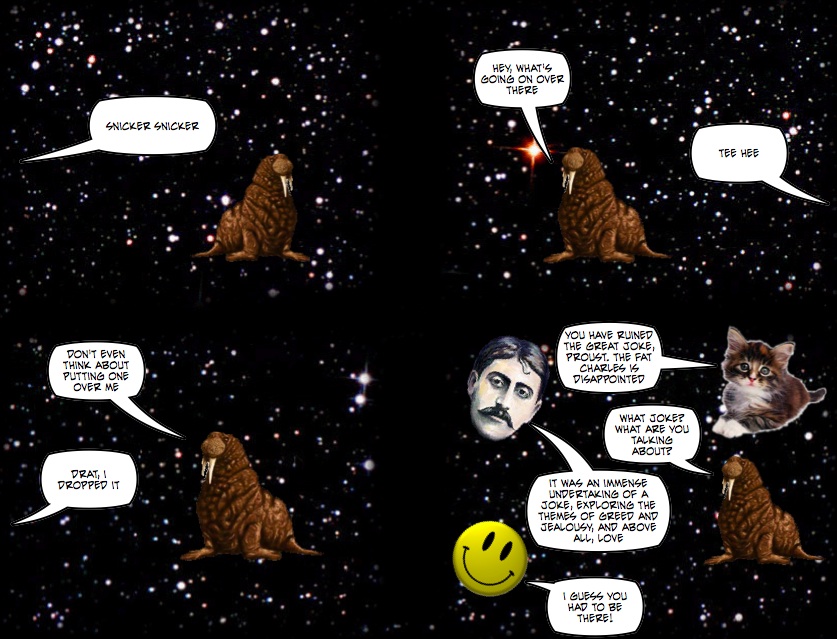 SNICKER SNICKER
HEY, WHAT'S
GOING ON OVER
THERE
TEE HEE
DON'T EVEN
THINK ABOUT
PUTTING ONE
OVER ME
DRAT, I
DROPPED IT
YOU HAVE RUINED
THE GREAT JOKE,
PROUST. THE FAT
CHARLES IS
DISAPPOINTED
WHAT JOKE?
WHAT ARE YOU
TALKING
ABOUT?
IT WAS AN IMMENSE
UNDERTAKING OF A
JOKE, EXPLORING THE
THEMES OF GREED AND
JEALOUSY, AND ABOVE
ALL, LOVE
I GUESS YOU
HAD TO BE
THERE!